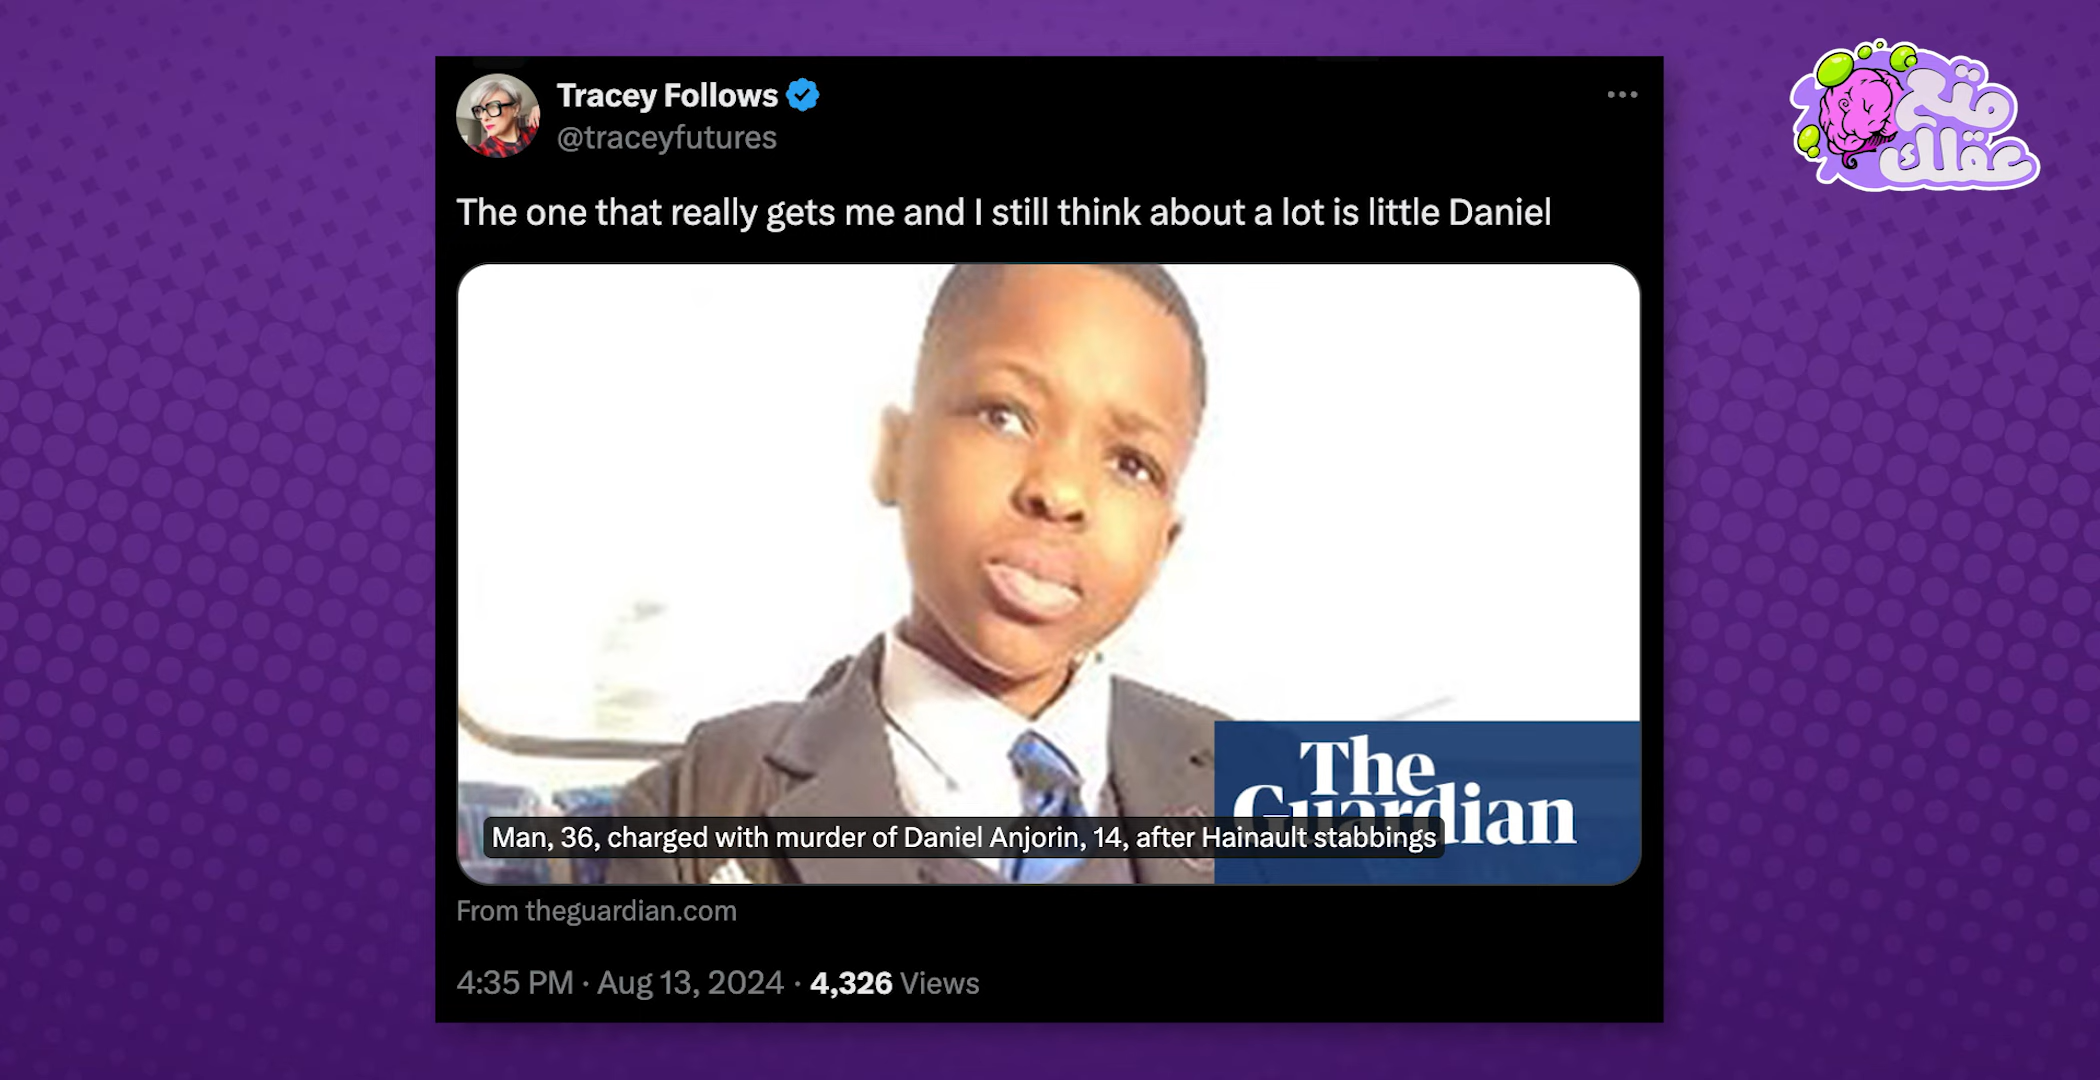 متع
عقلك
Tracey Follows
@traceyfutures
The one that really gets me and I still think about a lot is little Daniel
The
Guardian
Man, 36, charged with murder of Daniel Anjorin, 14, after Hainault stabbings
From theguardian.com
4:35 PM · Aug 13, 2024 · 4,326 Views